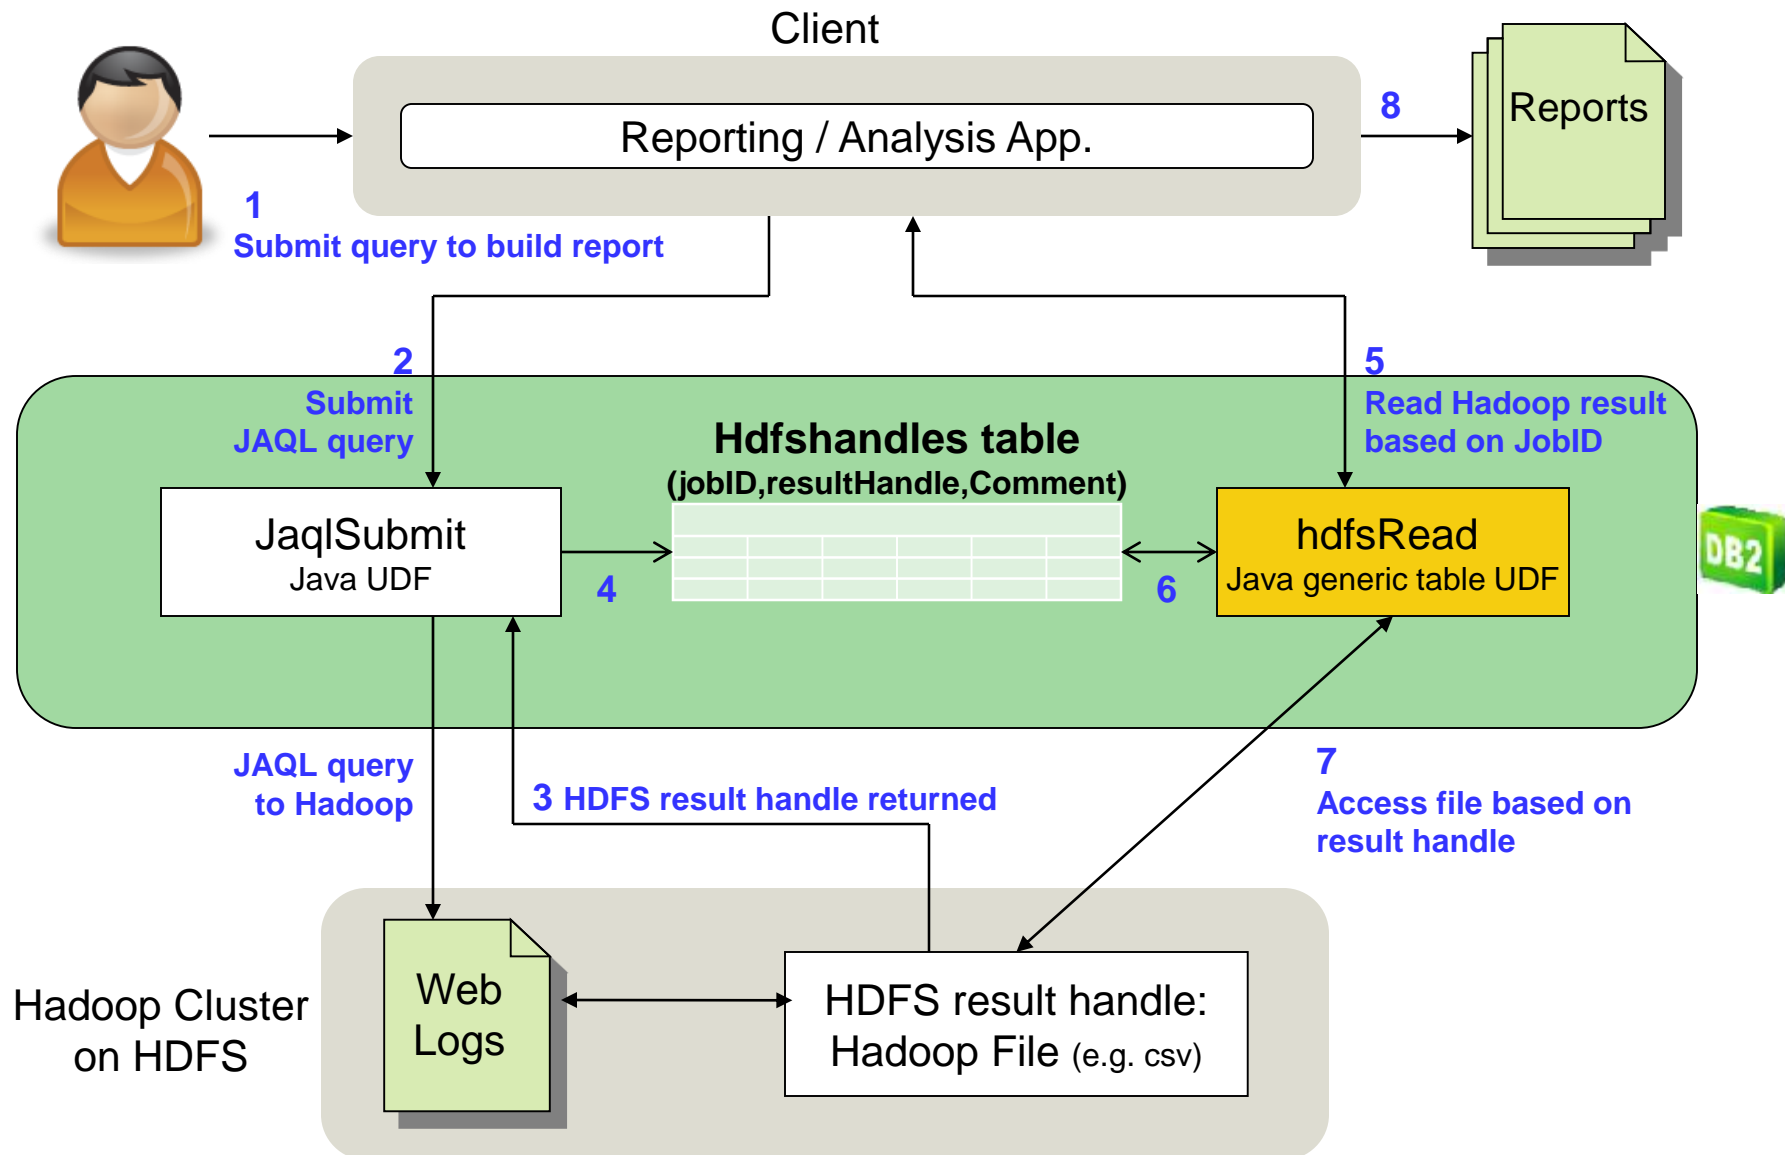 Client
Reporting / Analysis App.
8
Reports
1
Submit query to build report
2
Submit
JAQL query
5
Read Hadoop result
based on JobID
Hdfshandles table
(jobID,resultHandle,Comment)
JaqlSubmit
Java UDF
4
6
hdfsRead
Java generic table UDF
DB2
JAQL query
to Hadoop
3 HDFS result handle returned
7
Access file based on
result handle
Hadoop Cluster
on HDFS
Web
Logs
HDFS result handle:
Hadoop File (e.g. csv)